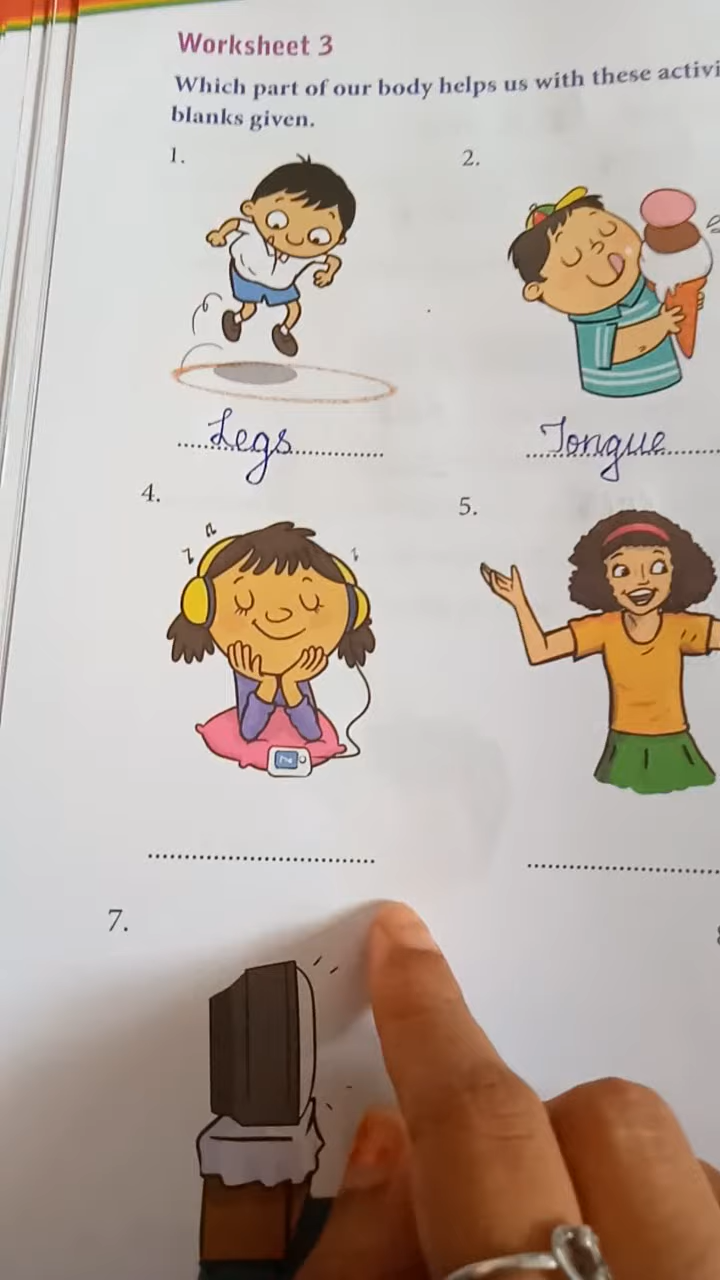 Worksheet 3
Which part of our body helps us with these activi
blanks given.
1.
2.
Legs
Tongue
4.
5.
7.